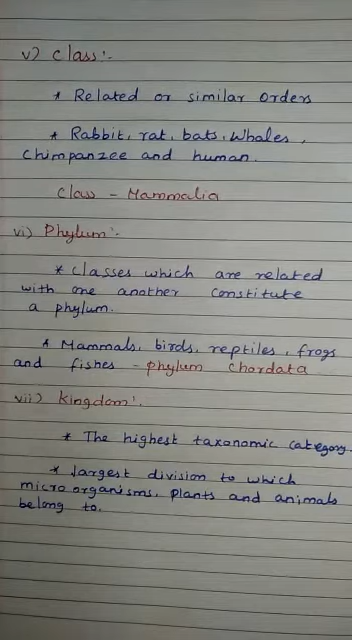 v) Class:-
* Related or similar orders
* Rabbit, rat, bats, Whales,
Chimpanzee and human.
Class - Mammalia
vi) Phylum:-
* Classes which are related
with one another constitute
a phylum.
* Mammals, birds, reptiles, frogs
and fishes - phylum chordata
vii) kingdom:-
* The highest taxonomic category.
* largest division to which
micro organisms, plants and animals
belong to.